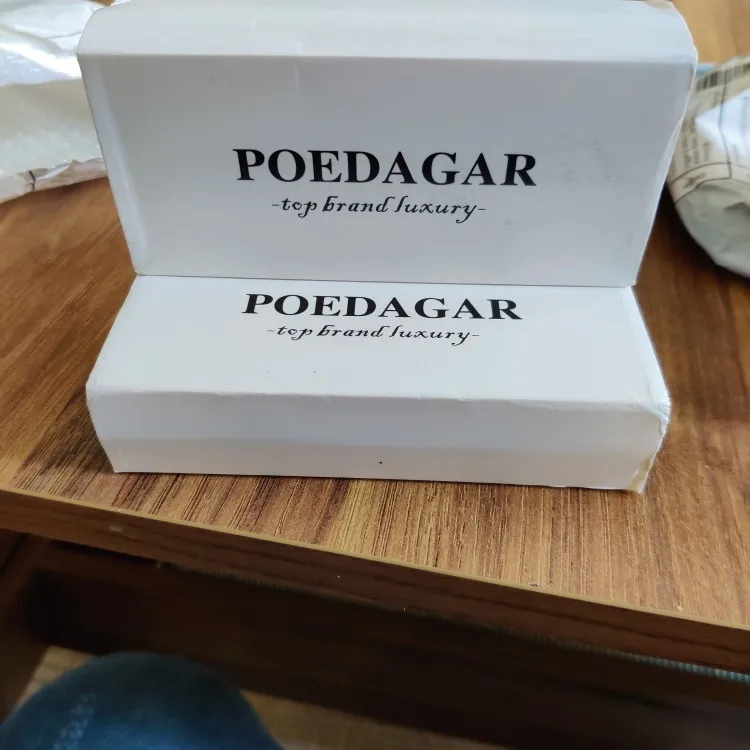 POEDAGAR
-top brand luxury-
POEDAGAR
-top brand luxury-